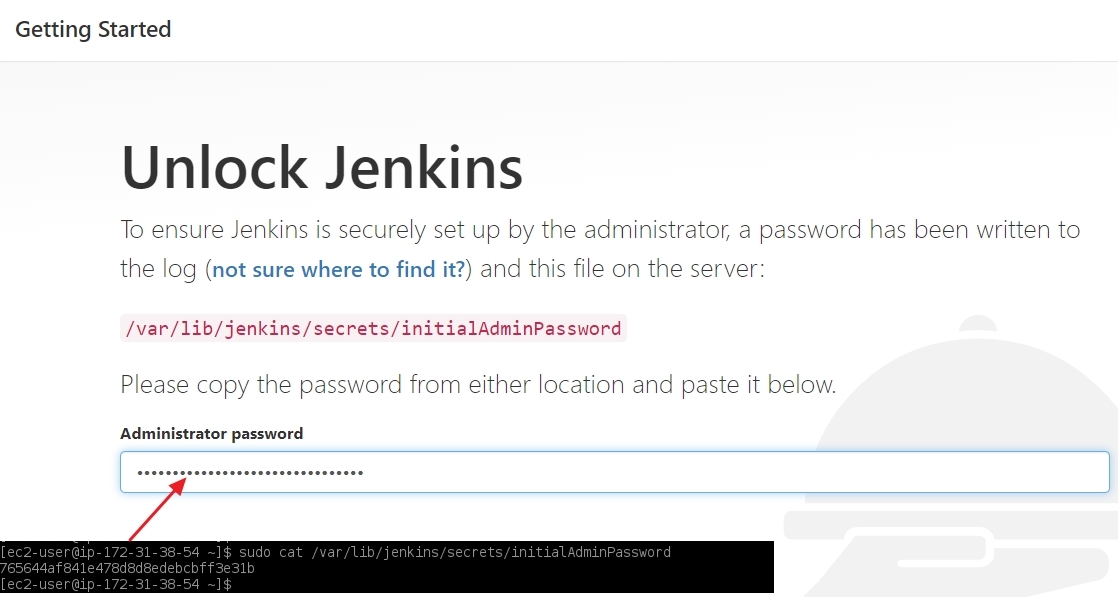 Getting Started
Unlock Jenkins
To ensure Jenkins is securely set up by the administrator, a password has been written to
the log (not sure where to find it?) and this file on the server:
/var/lib/jenkins/secrets/initialAdminPassword
Please copy the password from either location and paste it below.
Administrator password
••••••••••••••••••••••••••••••••
[ec2-user@ip-172-31-38-54 ~]$ sudo cat /var/lib/jenkins/secrets/initialAdminPassword
765644af841e478d8d8edebcbff3e31b
[ec2-user@ip-172-31-38-54 ~]$